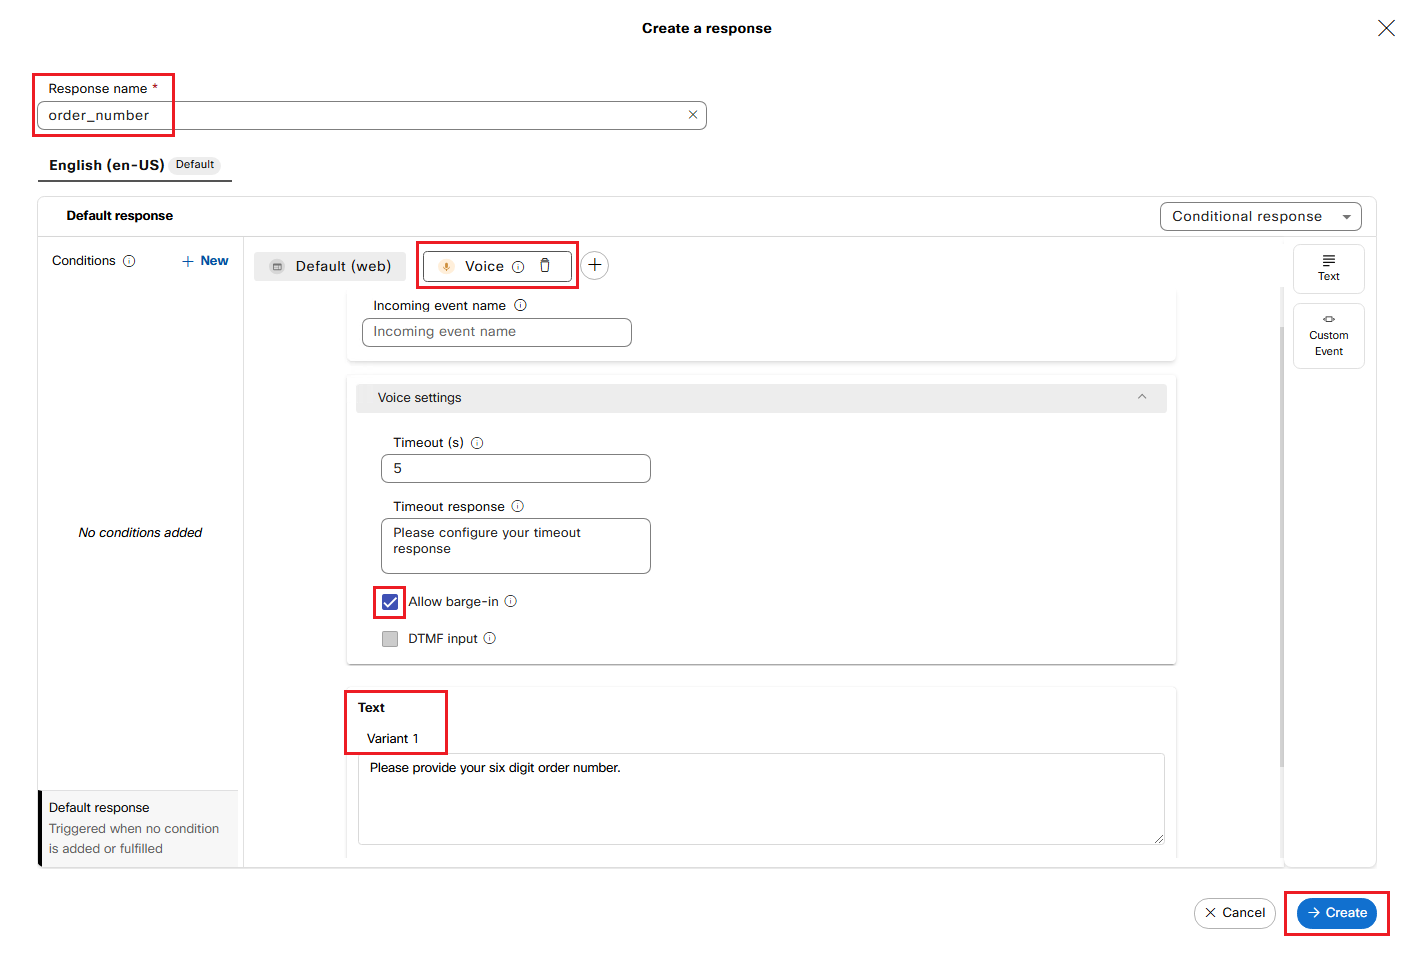 Create a response
Response name *
order_number
English (en-US) Default
Default response
Conditional response
Conditions
New
Default (web)
Voice
Text
Custom
Event
Incoming event name
Incoming event name
Voice settings
Timeout (s)
5
Timeout response
Please configure your timeout
response
No conditions added
Allow barge-in
DTMF input
Text
Variant 1
Please provide your six digit order number.
Default response
Triggered when no condition
is added or fulfilled
Cancel
Create